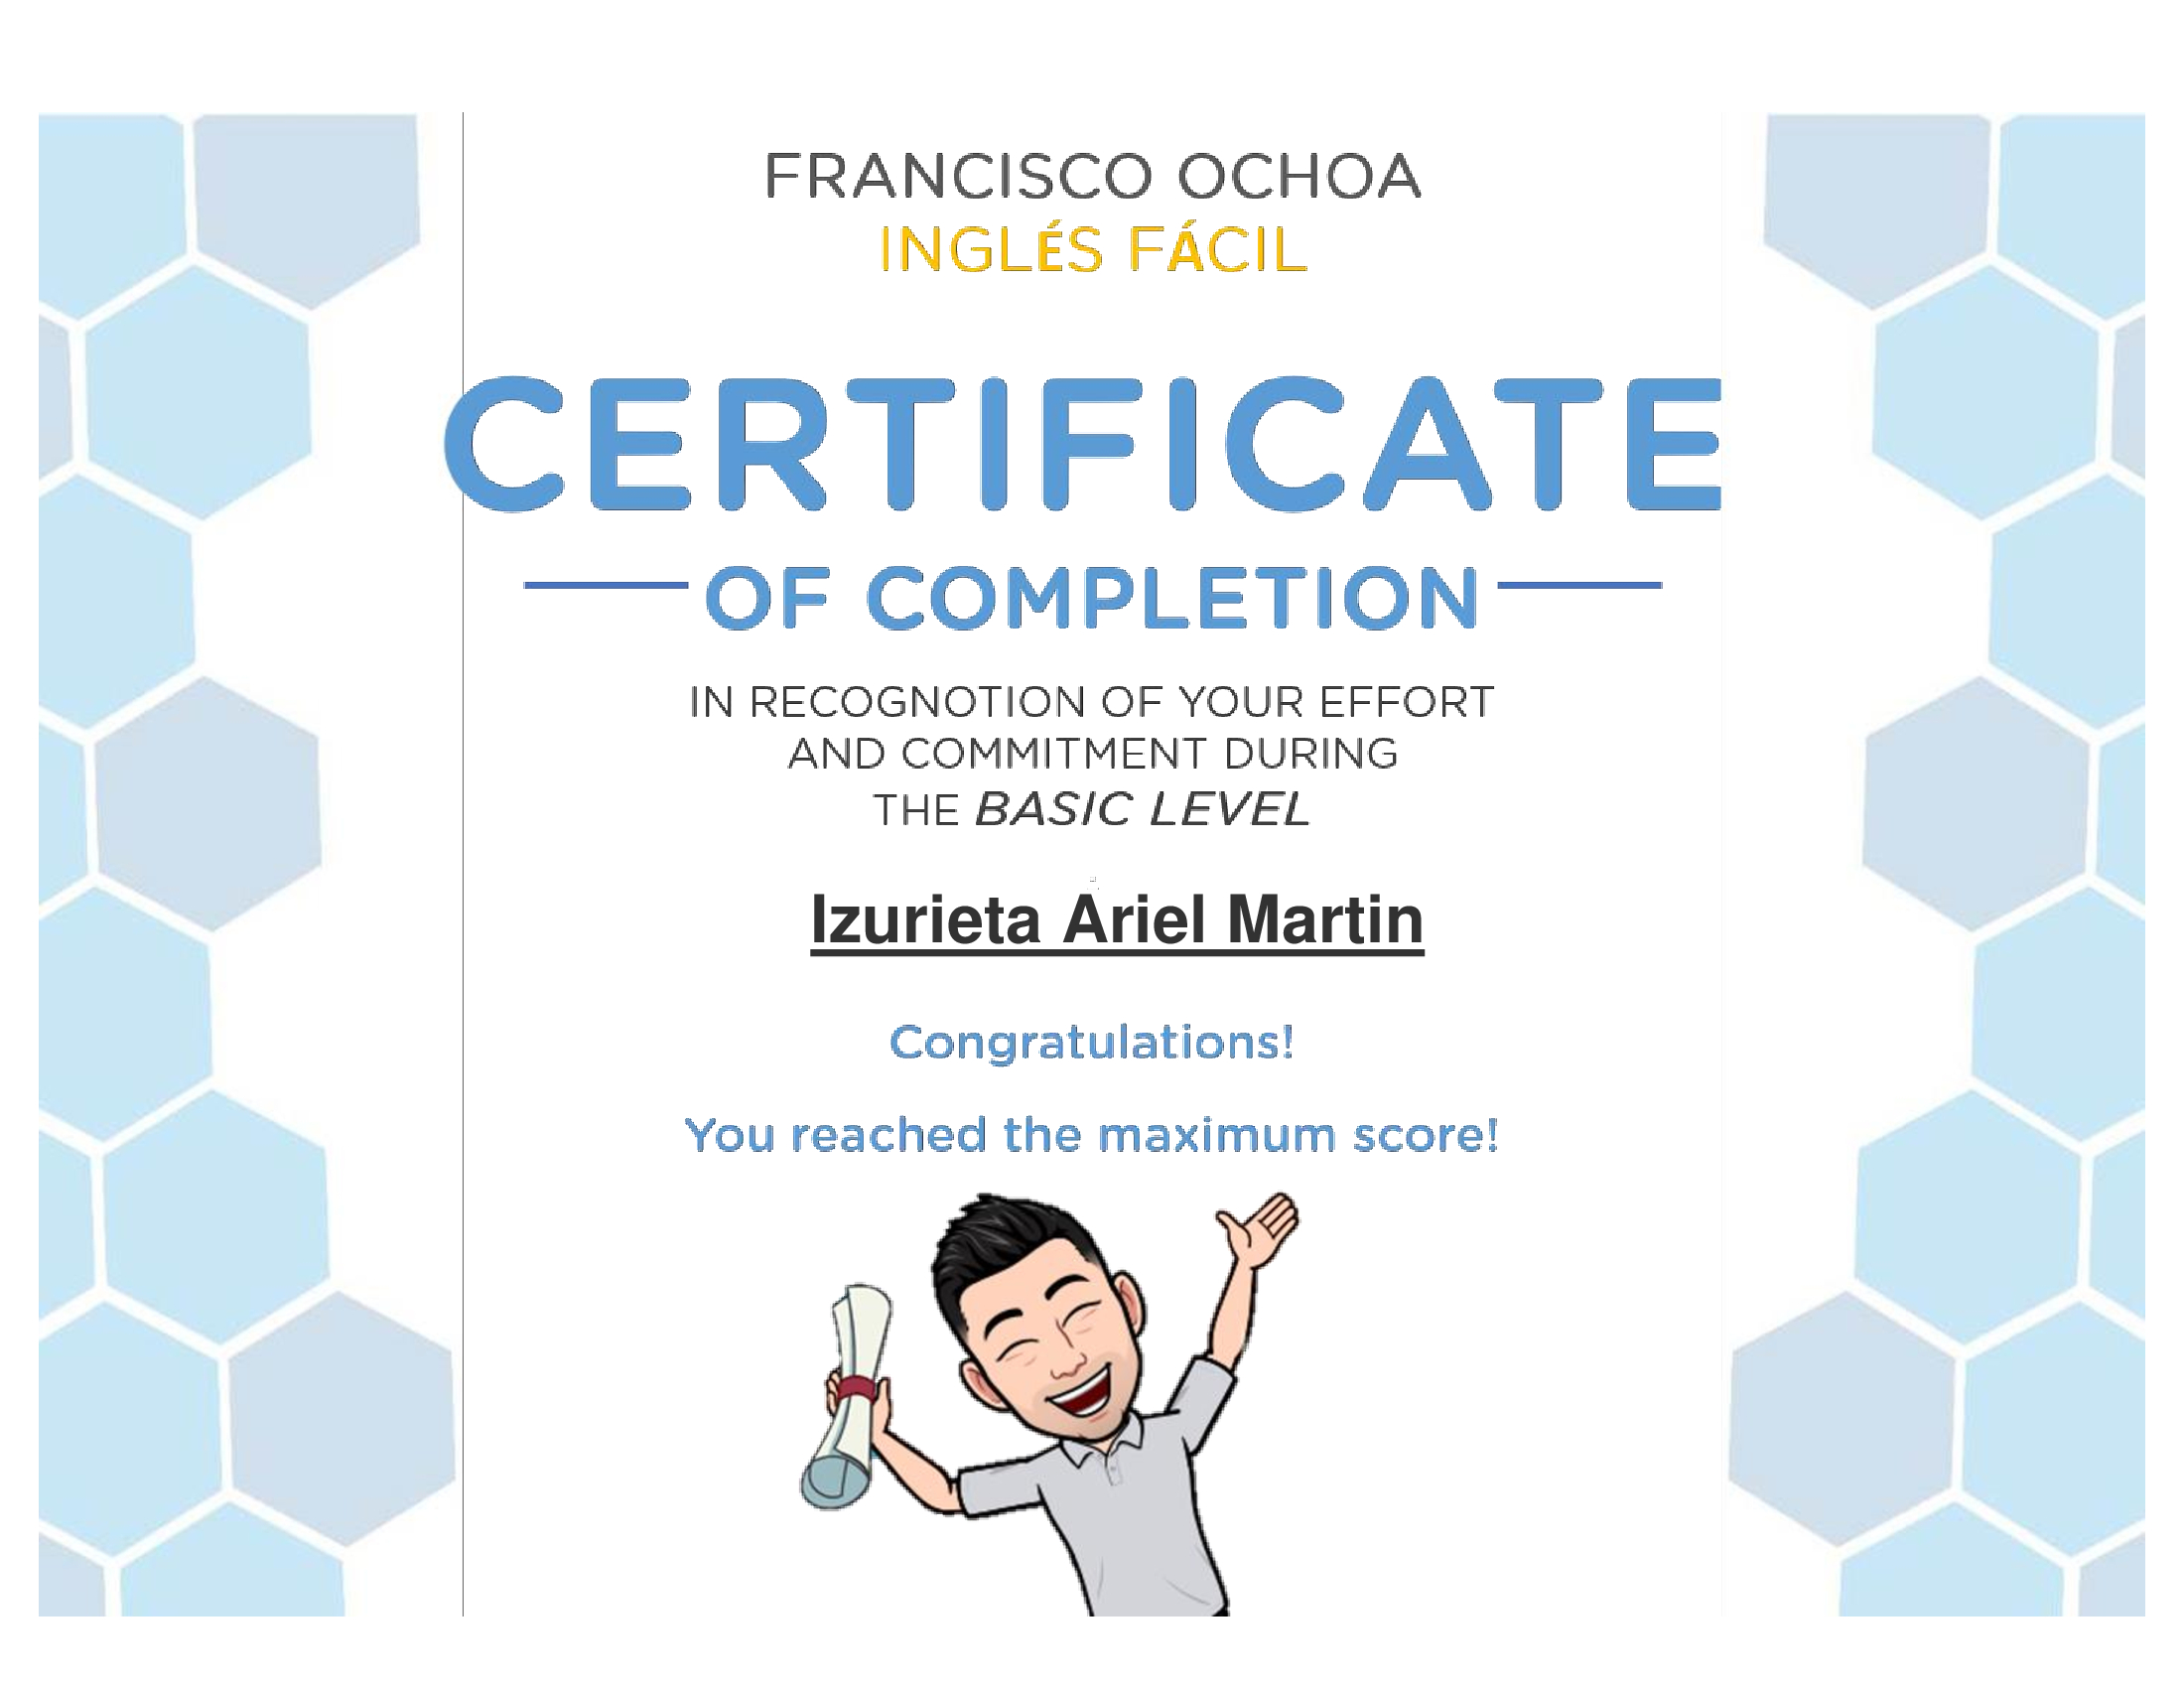 FRANCISCO OCHOA
INGLÉS FÁCIL
CERTIFICATE
OF COMPLETION
IN RECOGNOTION OF YOUR EFFORT
AND COMMITMENT DURING
THE BASIC LEVEL
Izurieta Ariel Martin
Congratulations!
You reached the maximum score!